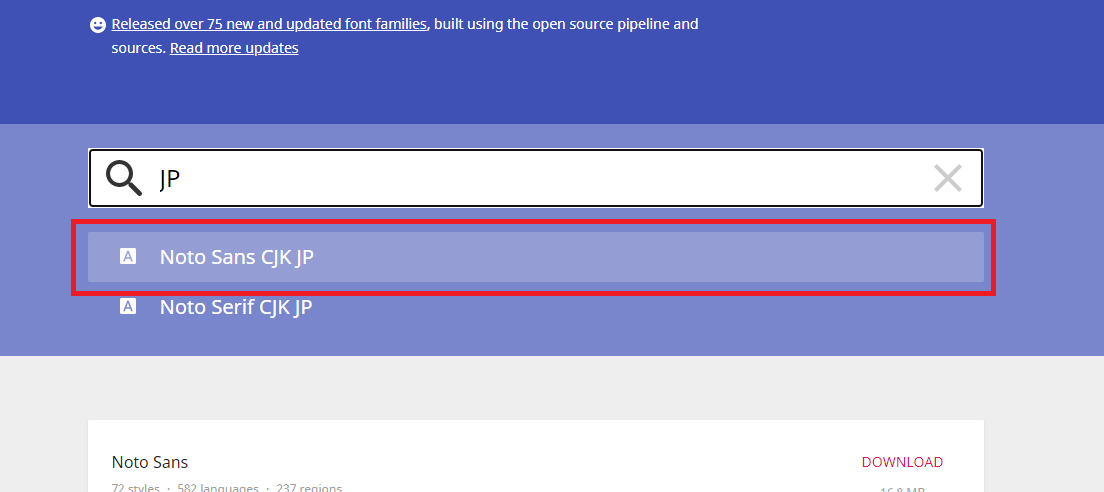 Released over 75 new and updated font families, built using the open source pipeline and
sources. Read more updates
JP
A Noto Sans CJK JP
A Noto Serif CJK JP
Noto Sans DOWNLOAD
72 styles · 582 languages · 237 regions 16.8 MB